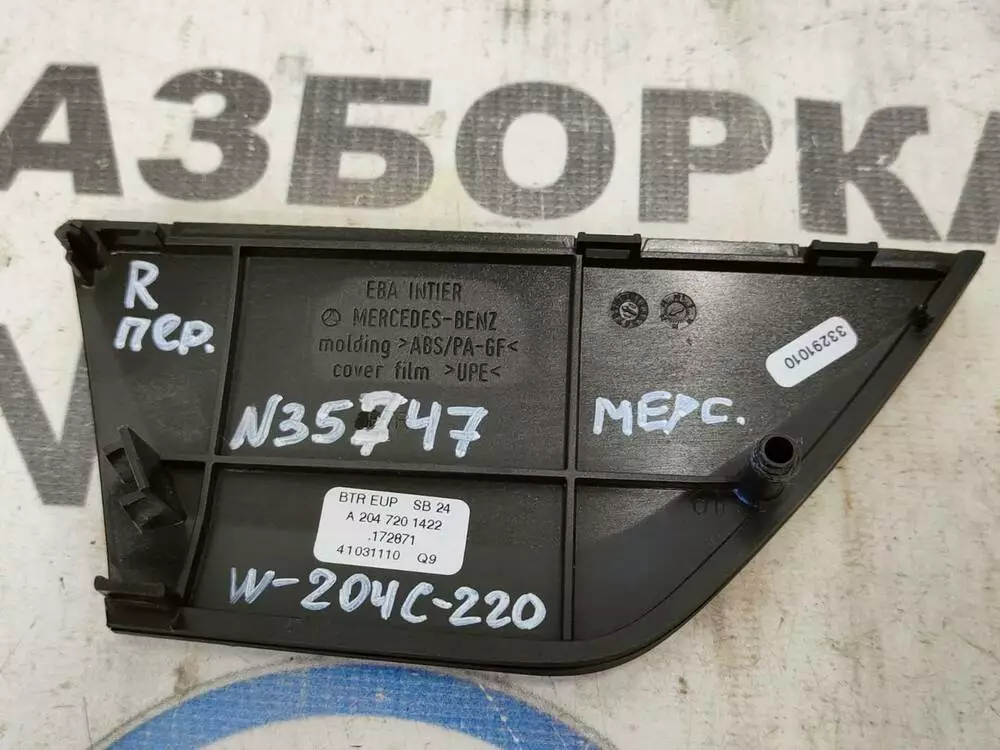 АЗБОРКА
R
пер.
EBA INTIER
MERCEDES-BENZ
molding >ABS/PA-GF<
cover film >UPE<
33291010
N35747
МЕРС.
BTR EUP SB 24
A 204 720 1422
.172871
41031110 Q9
W-204C-220